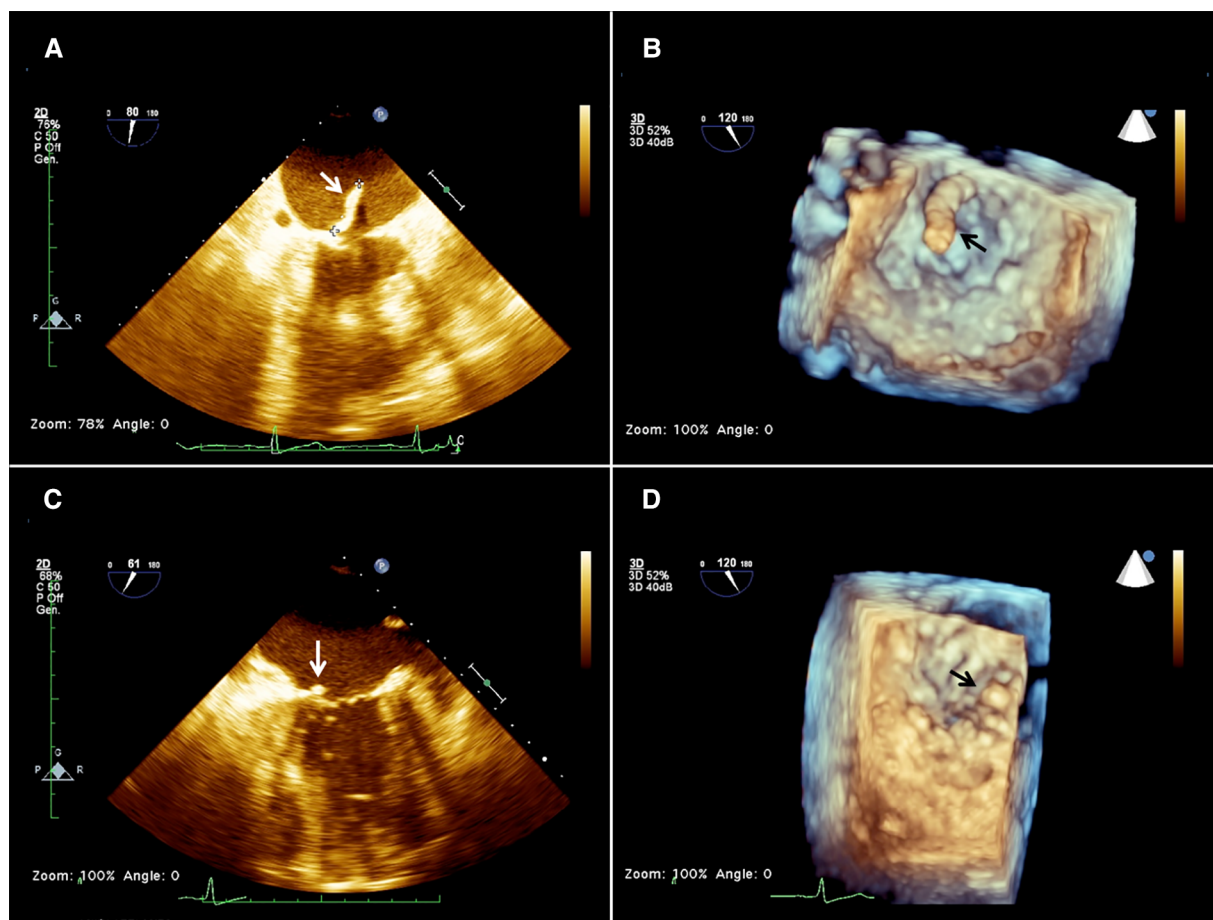 A
2D
76%
C 50
P Off
Gen.
0 80 180
P
G
P R
Zoom: 78% Angle: 0
C
B
3D
3D 52%
3D 40dB
0 120 180
Zoom: 100% Angle: 0
C
2D
68%
C 50
P Off
Gen.
0 61 180
P
G
P R
Zoom: 100% Angle: 0
D
3D
3D 52%
3D 40dB
0 120 180
Zoom: 100% Angle: 0